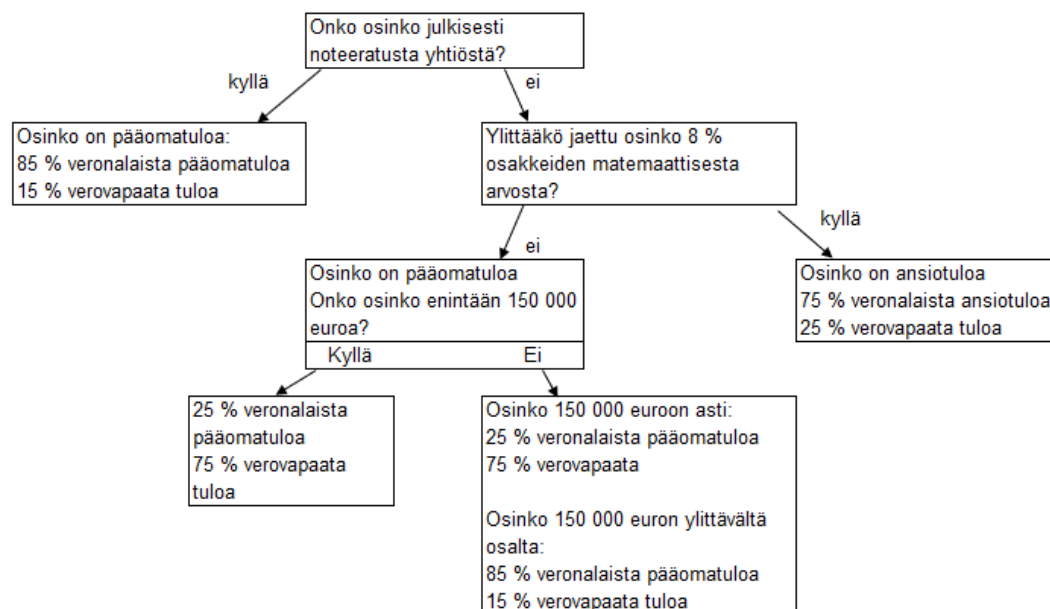 Onko osinko julkisesti
noteeratusta yhtiöstä?
kyllä
ei
Osinko on pääomatuloa:
85 % veronalaista pääomatuloa
15 % verovapaata tuloa
Ylittääkö jaettu osinko 8 %
osakkeiden matemaattisesta
arvosta?
ei
kyllä
Osinko on pääomatuloa
Onko osinko enintään 150 000
euroa?
Kyllä
Ei
Osinko on ansiotuloa
75 % veronalaista ansiotuloa
25 % verovapaata tuloa
25 % veronalaista
pääomatuloa
75 % verovapaata
tuloa
Osinko 150 000 euroon asti:
25 % veronalaista pääomatuloa
75 % verovapaata
Osinko 150 000 euron ylittävältä
osalta:
85 % veronalaista pääomatuloa
15 % verovapaata tuloa